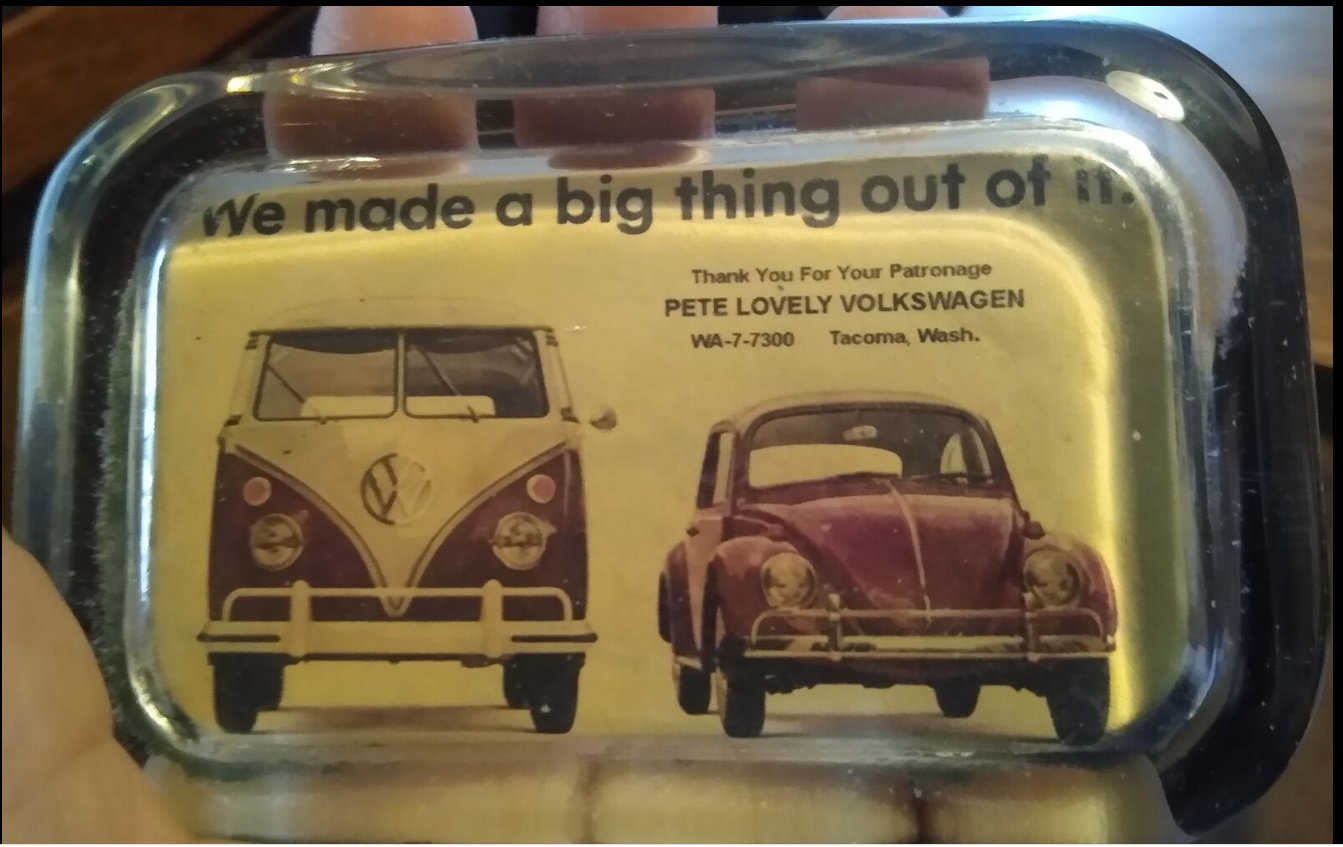 We made a big thing out of it.
Thank You For Your Patronage
PETE LOVELY VOLKSWAGEN
WA-7-7300 Tacoma, Wash.